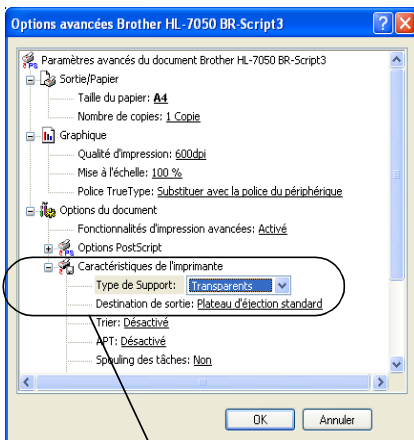 Options avancées Brother HL-7050 BR-Script3
Paramètres avancés du document Brother HL-7050 BR-Script3
Sortie/Papier
Taille du papier: A4
Nombre de copies: 1 Copie
Graphique
Qualité d'impression: 600dpi
Mise à l'échelle: 100 %
Police TrueType: Substituer avec la police du périphérique
Options du document
Fonctionnalités d'impression avancées: Activé
Options PostScript
Caractéristiques de l'imprimante
Type de Support: Transparents
Destination de sortie: Plateau d'éjection standard
Trier: Désactivé
APT: Désactivé
Spouling des tâches: Non
OK Annuler